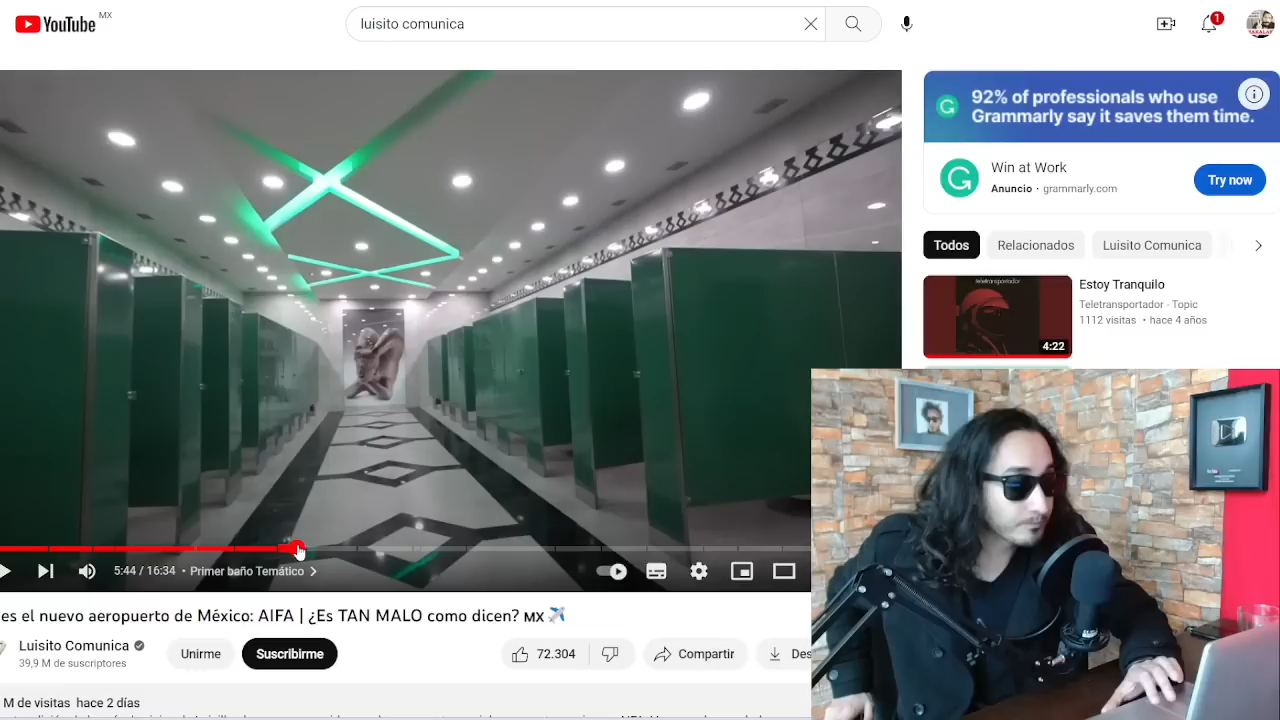 YouTube MX
luisito comunica
1
92% of professionals who use
Grammarly say it saves them time.
Win at Work
Anuncio · grammarly.com
Try now
Todos
Relacionados
Luisito Comunica
Estoy Tranquilo
Teletransportador - Topic
1112 visitas • hace 4 años
teletransportador
4:22
5:44 / 16:34 • Primer baño Temático
es el nuevo aeropuerto de México: AIFA | ¿Es TAN MALO como dicen? MX ✈️
Luisito Comunica
39,9 M de suscriptores
Unirme
Suscribirme
72.304
Compartir
Des
M de visitas hace 2 días